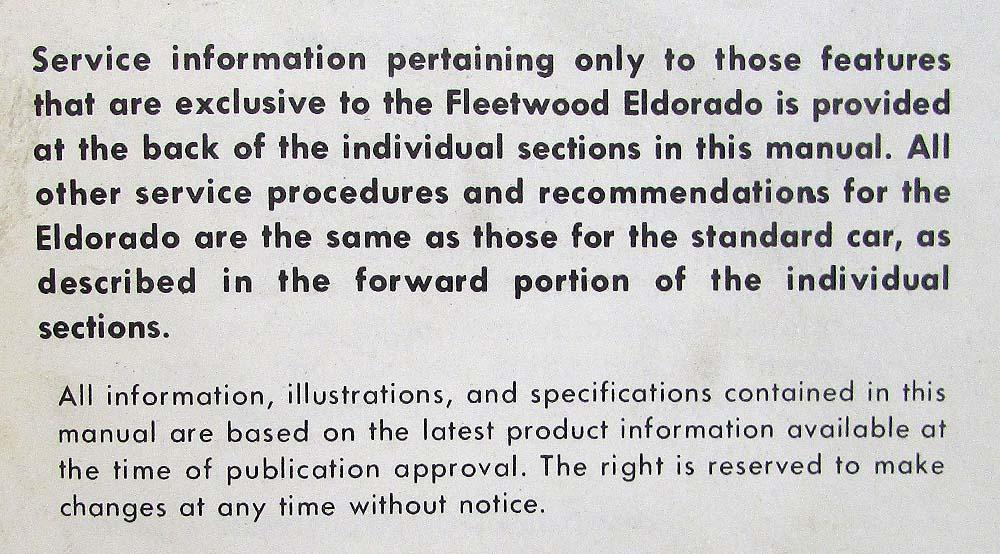 Service information pertaining only to those features
that are exclusive to the Fleetwood Eldorado is provided
at the back of the individual sections in this manual. All
other service procedures and recommendations for the
Eldorado are the same as those for the standard car, as
described in the forward portion of the individual
sections.
All information, illustrations, and specifications contained in this
manual are based on the latest product information available at
the time of publication approval. The right is reserved to make
changes at any time without notice.